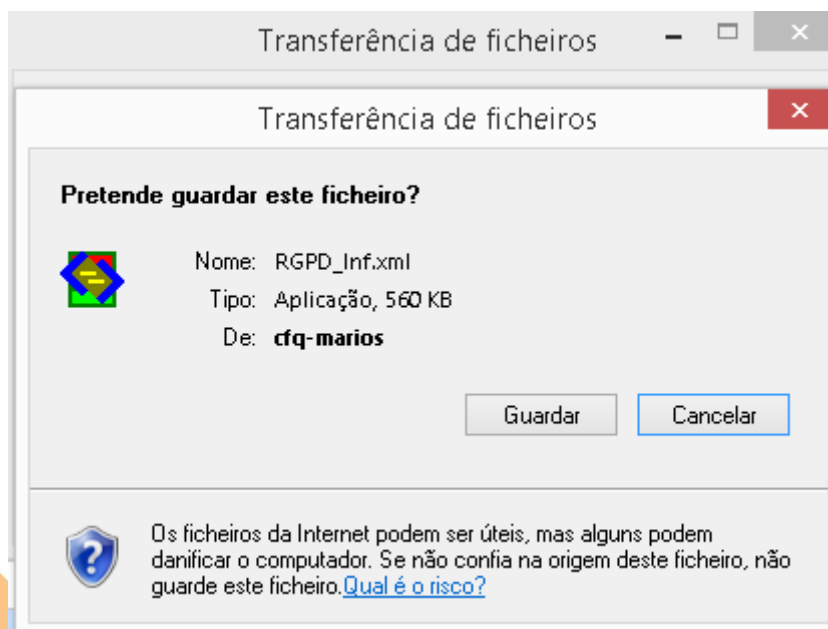 Transferência de ficheiros
Transferência de ficheiros
Pretende guardar este ficheiro?
Nome: RGPD_Inf.xml
Tipo: Aplicação, 560 KB
De: cfq-marios
Guardar Cancelar
Os ficheiros da Internet podem ser úteis, mas alguns podem
danificar o computador. Se não confia na origem deste ficheiro, não
guarde este ficheiro.Qual é o risco?